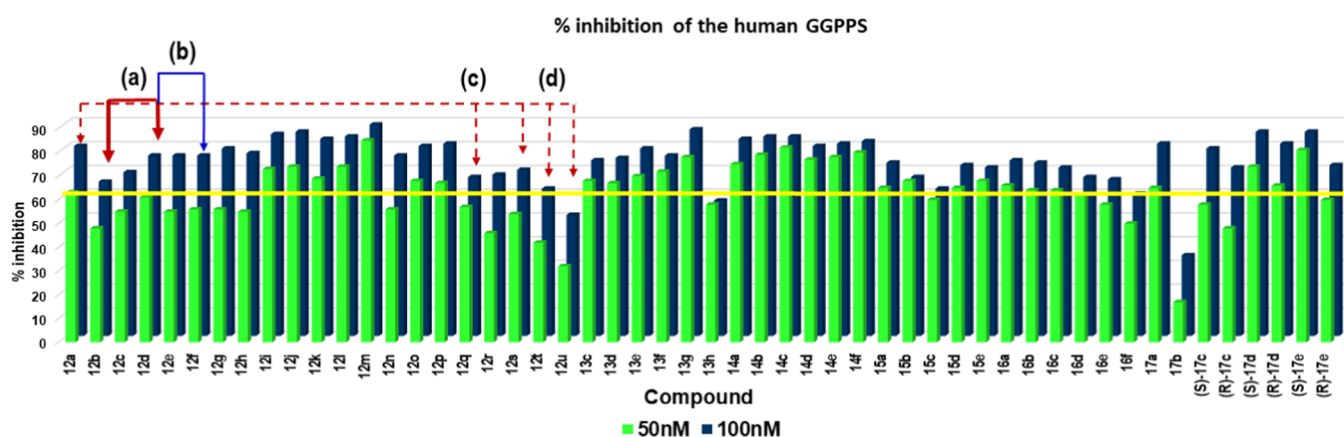 % inhibition of the human GGPPS
(b)
(a)
(c)
(d)
% inhibition
90
80
70
60
50
40
30
20
10
0
12a 12b 12c 12d 12e 12f 12g 12h 12i 12j 12k 12l 12m 12n 12o 12p 12q 12r 12a 12t 12u 13c 13d 13e 13f 13g 13h 14a 14b 14c 14d 14e 14f 15a 15b 15c 15d 15e 16a 16b 16c 16d 16e 16f 17a 17b (S)-17c (R)-17c (S)-17d (R)-17d (S)-17e (R)-17e
Compound
50nM 100nM